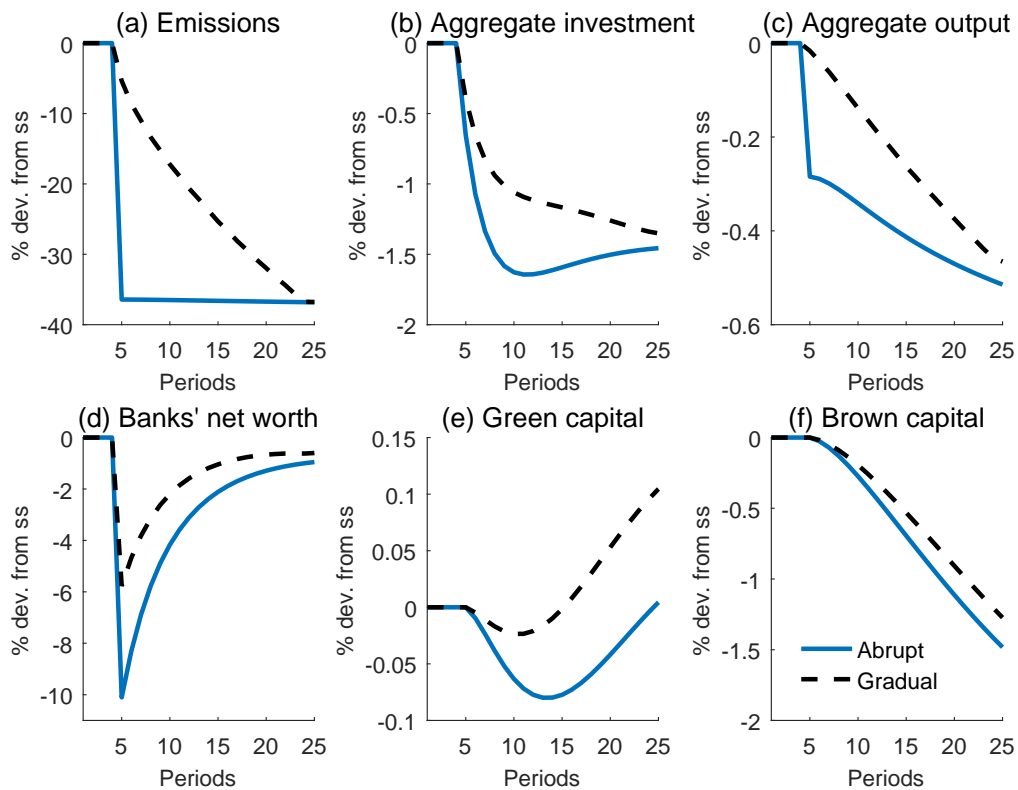 (a) Emissions
0
-10
-20
-30
-40
% dev. from ss
5 10 15 20 25
Periods
(b) Aggregate investment
0
-0.5
-1
-1.5
-2
% dev. from ss
5 10 15 20 25
Periods
(c) Aggregate output
0
-0.2
-0.4
-0.6
% dev. from ss
5 10 15 20 25
Periods
(d) Banks' net worth
0
-2
-4
-6
-8
-10
% dev. from ss
5 10 15 20 25
Periods
(e) Green capital
0.15
0.1
0.05
0
-0.05
-0.1
% dev. from ss
5 10 15 20 25
Periods
(f) Brown capital
0
-0.5
-1
-1.5
-2
% dev. from ss
Abrupt
Gradual
5 10 15 20 25
Periods